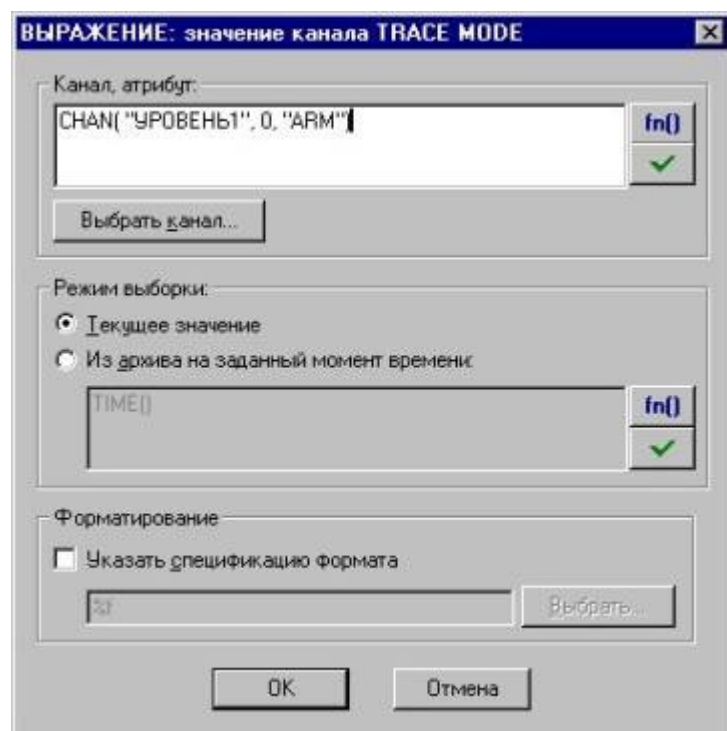 ВЫРАЖЕНИЕ: значение канала TRACE MODE
Канал, атрибут:
CHAN( "УРОВЕНЬ1", 0, "ARM")
fn()
Выбрать канал...
Режим выборки:
Текущее значение
Из архива на заданный момент времени:
TIME()
fn()
Форматирование
Указать спецификацию формата
%f
Выбрать...
OK
Отмена